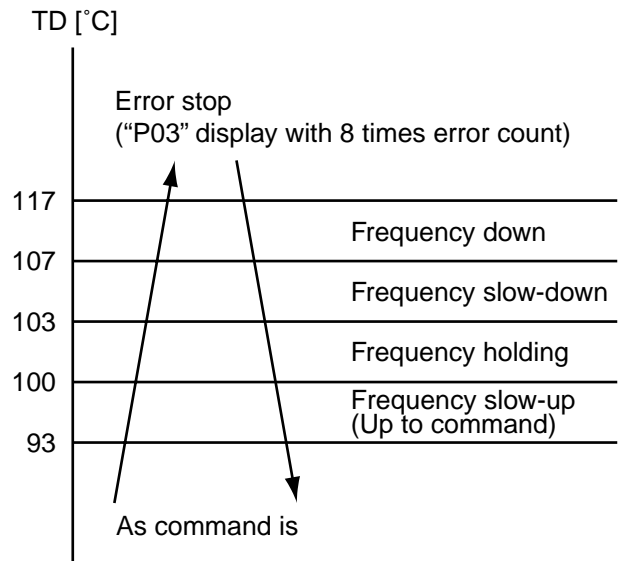 TD [˚C]
Error stop
(“P03” display with 8 times error count)
117
Frequency down
107
Frequency slow-down
103
Frequency holding
100
Frequency slow-up
(Up to command)
93
As command is